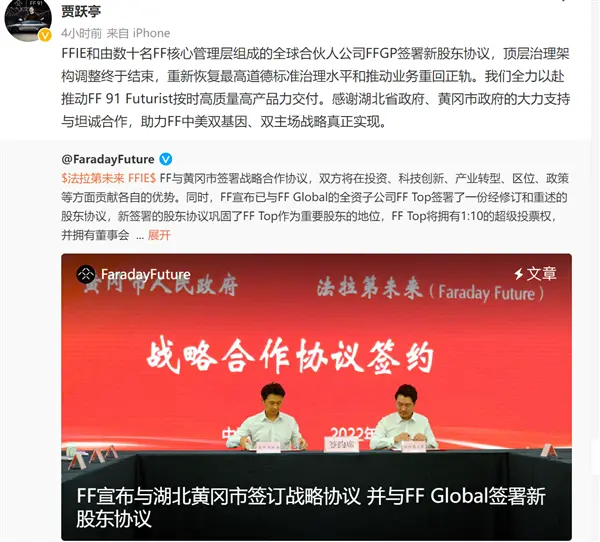 FF 91
贾跃亭
4小时前 来自 iPhone
FFIE和由数十名FF核心管理层组成的全球合伙人公司FFGP签署新股东协议，顶层治理架
构调整终于结束，重新恢复最高道德标准治理水平和推动业务重回正轨。我们全力以赴
推动FF 91 Futurist按时高质量高产品力交付。感谢湖北省政府、黄冈市政府的大力支持
与坦诚合作，助力FF中美双基因、双主场战略真正实现。
@FaradayFuture
$法拉第未来 FFIE$ FF与黄冈市签署战略合作协议，双方将在投资、科技创新、产业转型、区位、政策
等方面贡献各自的优势。同时，FF宣布已与FF Global的全资子公司FF Top签署了一份经修订和重述的
股东协议，新签署的股东协议巩固了FF Top作为重要股东的地位，FF Top将拥有1:10的超级投票权，
并拥有董事会 ... 展开
FaradayFuture
文章
黄冈市人民政府 法拉第未来（Faraday Future）
战略合作协议签约
2022年
签约席
FF宣布与湖北黄冈市签订战略协议 并与FF Global签署新
股东协议